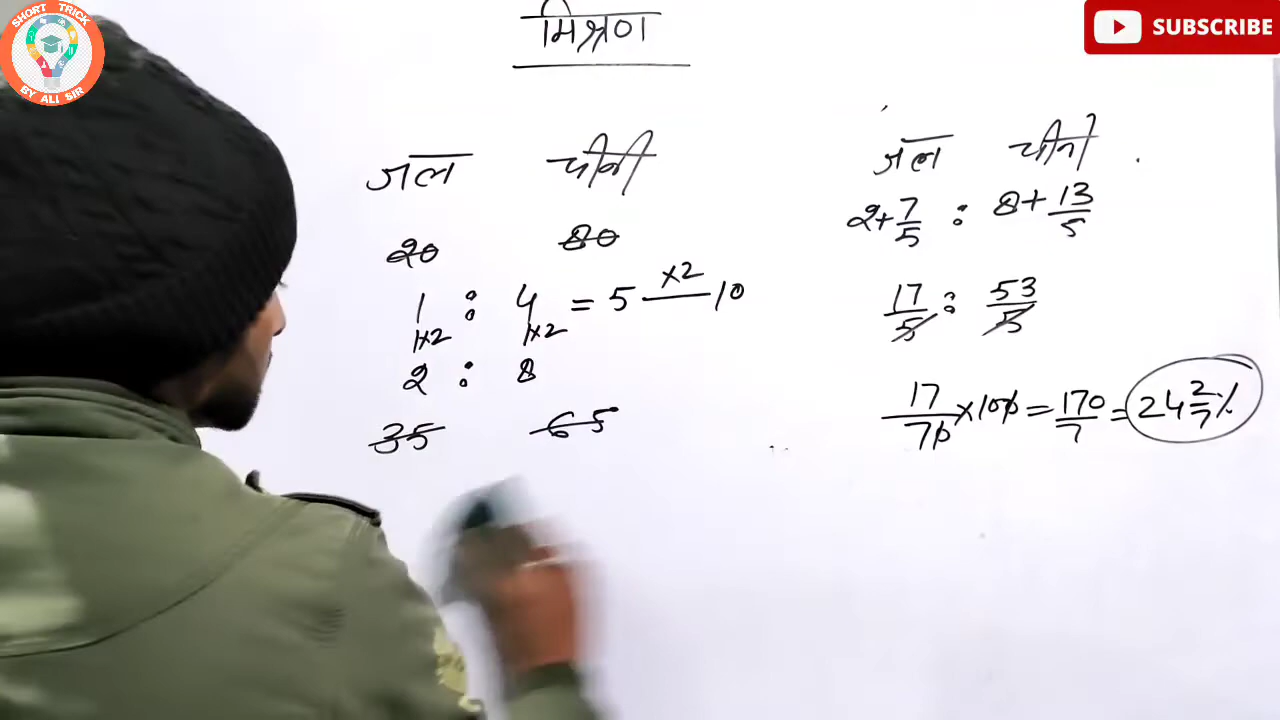 SHORT TRICK
BY ALI SIR
SUBSCRIBE
मिश्रण
जल चीनी
20 80
1 : 4 = 5 ×2 10
1×2 1×2
2 : 8
35 65
जल चीनी
2+7/5 : 8+13/5
17/5 : 53/5
17/70 ×100 = 170/7 = 24 2/7 %